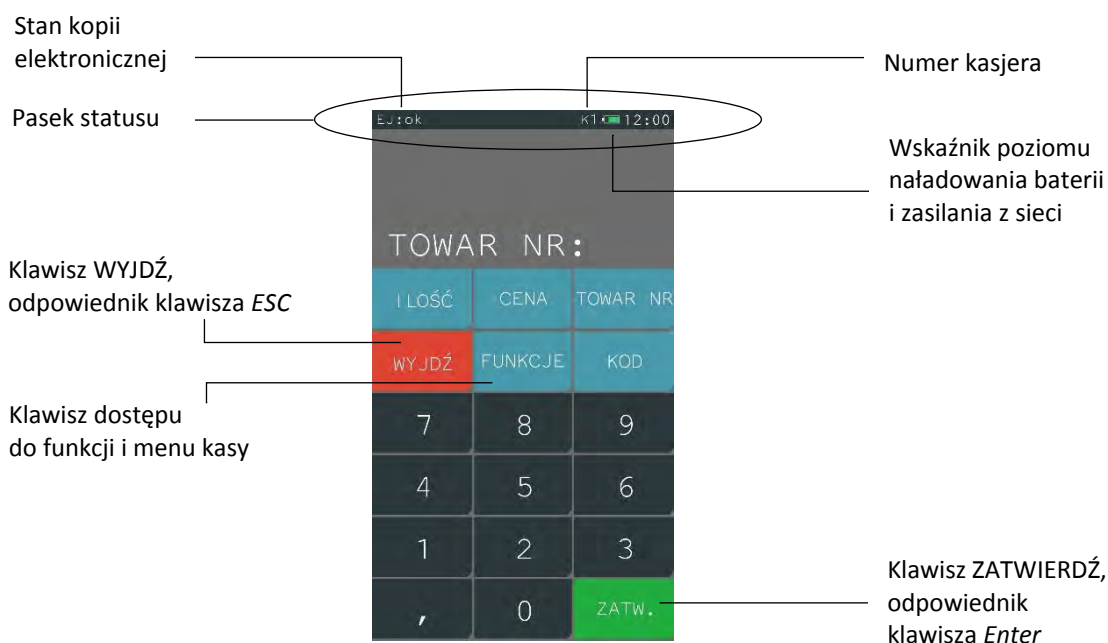 Stan kopii
elektronicznej
Pasek statusu
Numer kasjera
Wskaźnik poziomu
naładowania baterii
i zasilania z sieci
EJ:ok
K1 12:00
TOWAR NR:
Klawisz WYJDŹ,
odpowiednik klawisza ESC
Klawisz dostępu
do funkcji i menu kasy
ILOŚĆ CENA TOWAR NR
WYJDŹ FUNKCJE KOD
7 8 9
4 5 6
1 2 3
, 0 ZATW.
Klawisz ZATWIERDŹ,
odpowiednik
klawisza Enter